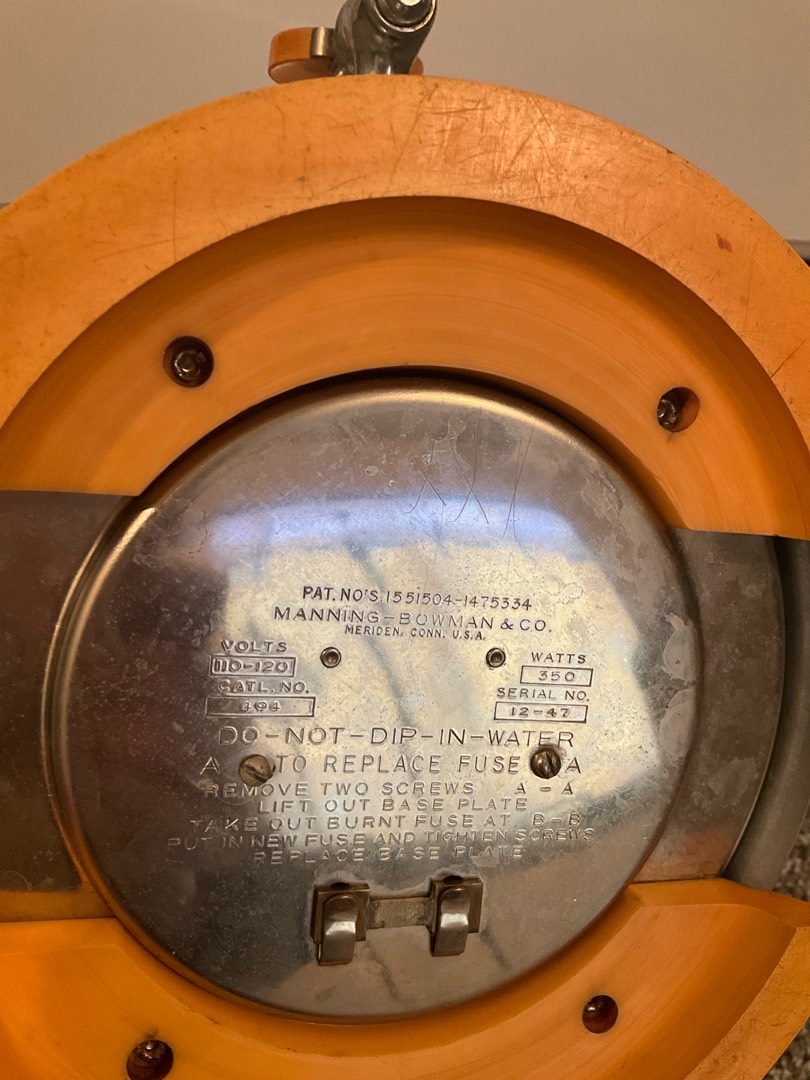 PAT. NO'S. 1551504-1475334
MANNING-BOWMAN & CO.
MERIDEN, CONN. U.S.A.
VOLTS
110-120
CATL. NO.
494
WATTS
350
SERIAL NO.
12-47
DO-NOT-DIP-IN-WATER
A TO REPLACE FUSE A
REMOVE TWO SCREWS A-A
LIFT OUT BASE PLATE
TAKE OUT BURNT FUSE AT B-B
PUT IN NEW FUSE AND TIGHTEN SCREWS
REPLACE BASE PLATE